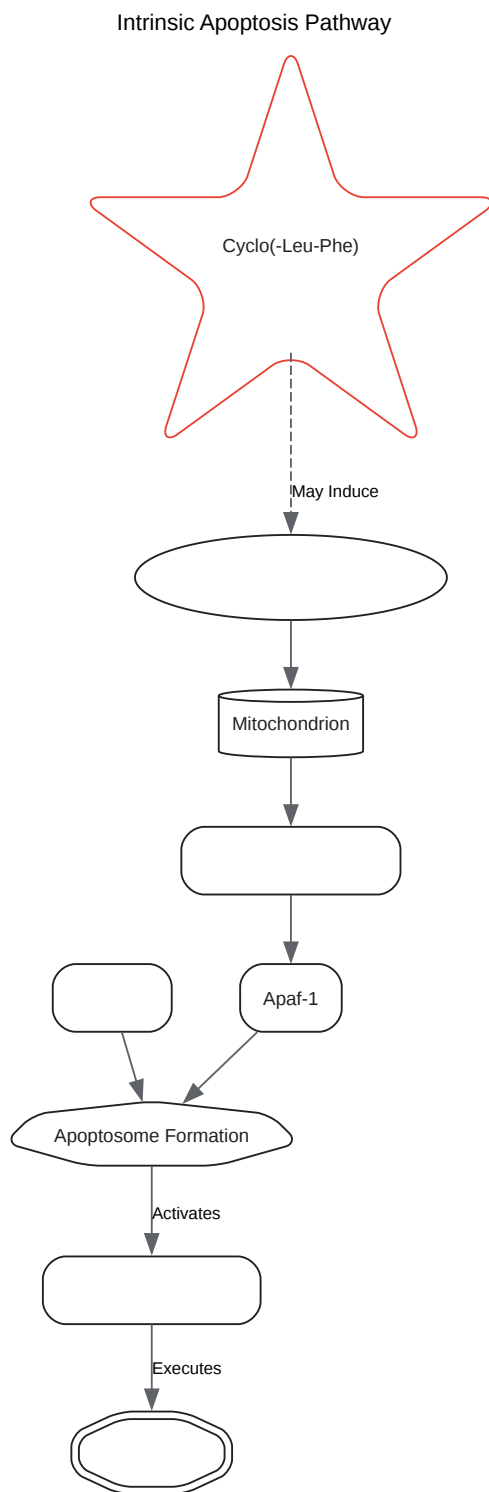 Intrinsic Apoptosis Pathway
Cyclo(-Leu-Phe)
May Induce
Mitochondrion
Apaf-1
Apoptosome Formation
Activates
Executes